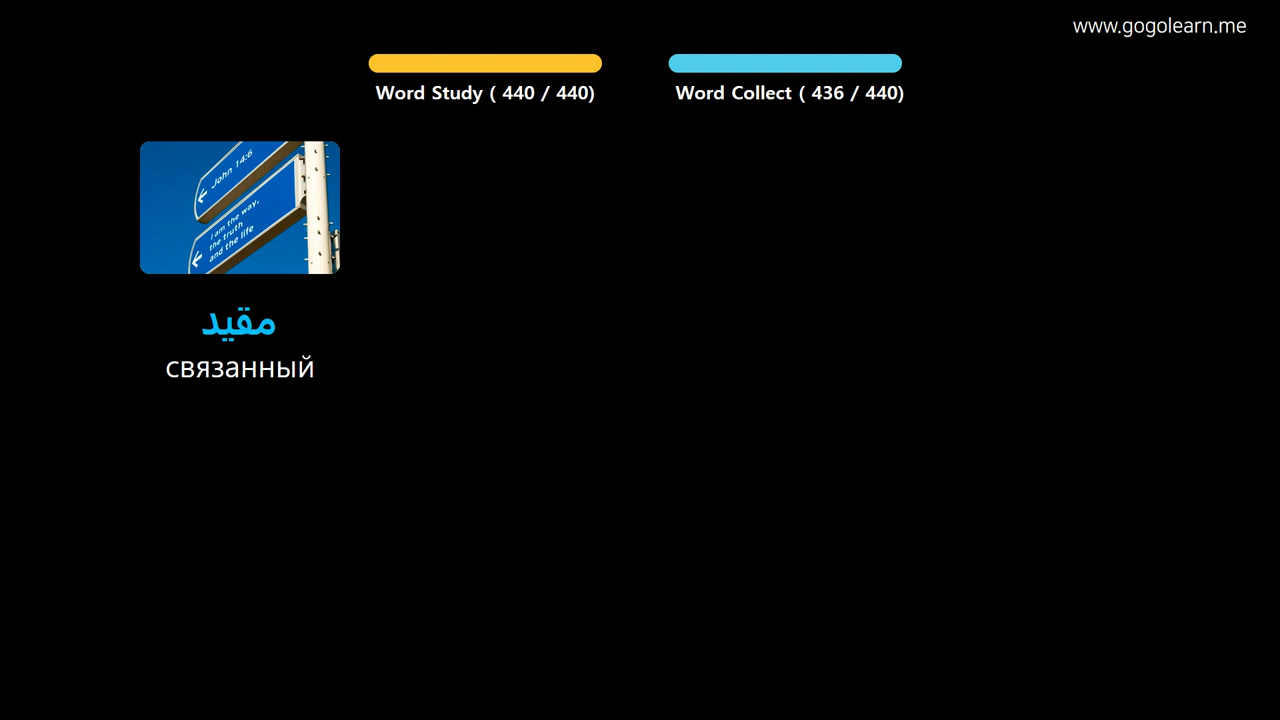 www.gogolearn.me
Word Study ( 440 / 440)
Word Collect ( 436 / 440)
John 14:6
I am the way,
the truth
and the life
مقيد
связанный